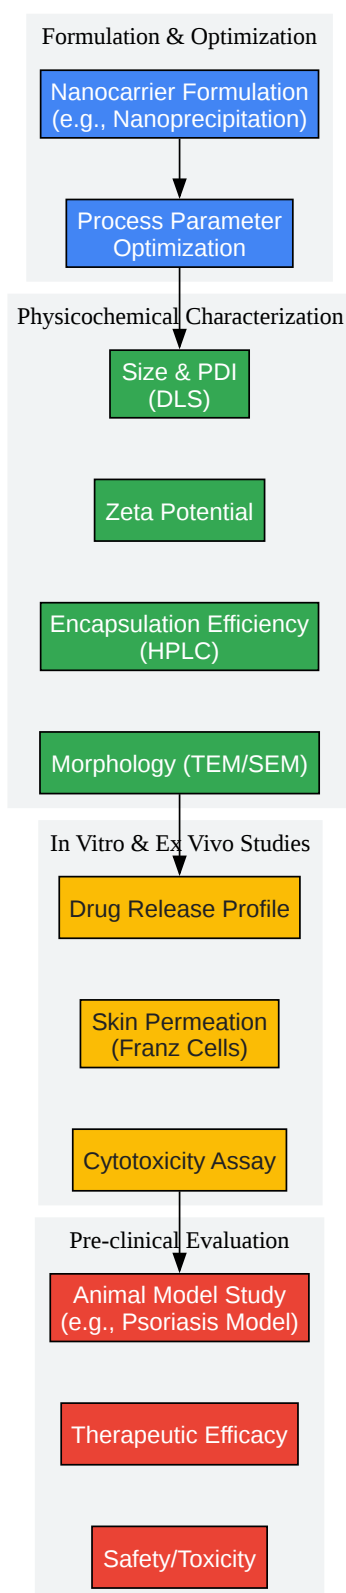 Formulation & Optimization
Nanocarrier Formulation
(e.g., Nanoprecipitation)
Process Parameter
Optimization
Physicochemical Characterization
Size & PDI
(DLS)
Zeta Potential
Encapsulation Efficiency
(HPLC)
Morphology (TEM/SEM)
In Vitro & Ex Vivo Studies
Drug Release Profile
Skin Permeation
(Franz Cells)
Cytotoxicity Assay
Pre-clinical Evaluation
Animal Model Study
(e.g., Psoriasis Model)
Therapeutic Efficacy
Safety/Toxicity